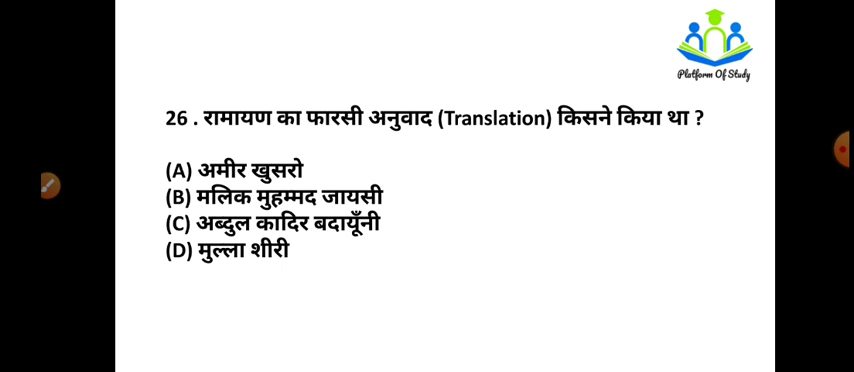 Platform Of Study
26 . रामायण का फारसी अनुवाद (Translation) किसने किया था ?
(A) अमीर खुसरो
(B) मलिक मुहम्मद जायसी
(C) अब्दुल कादिर बदायूँनी
(D) मुल्ला शीरी